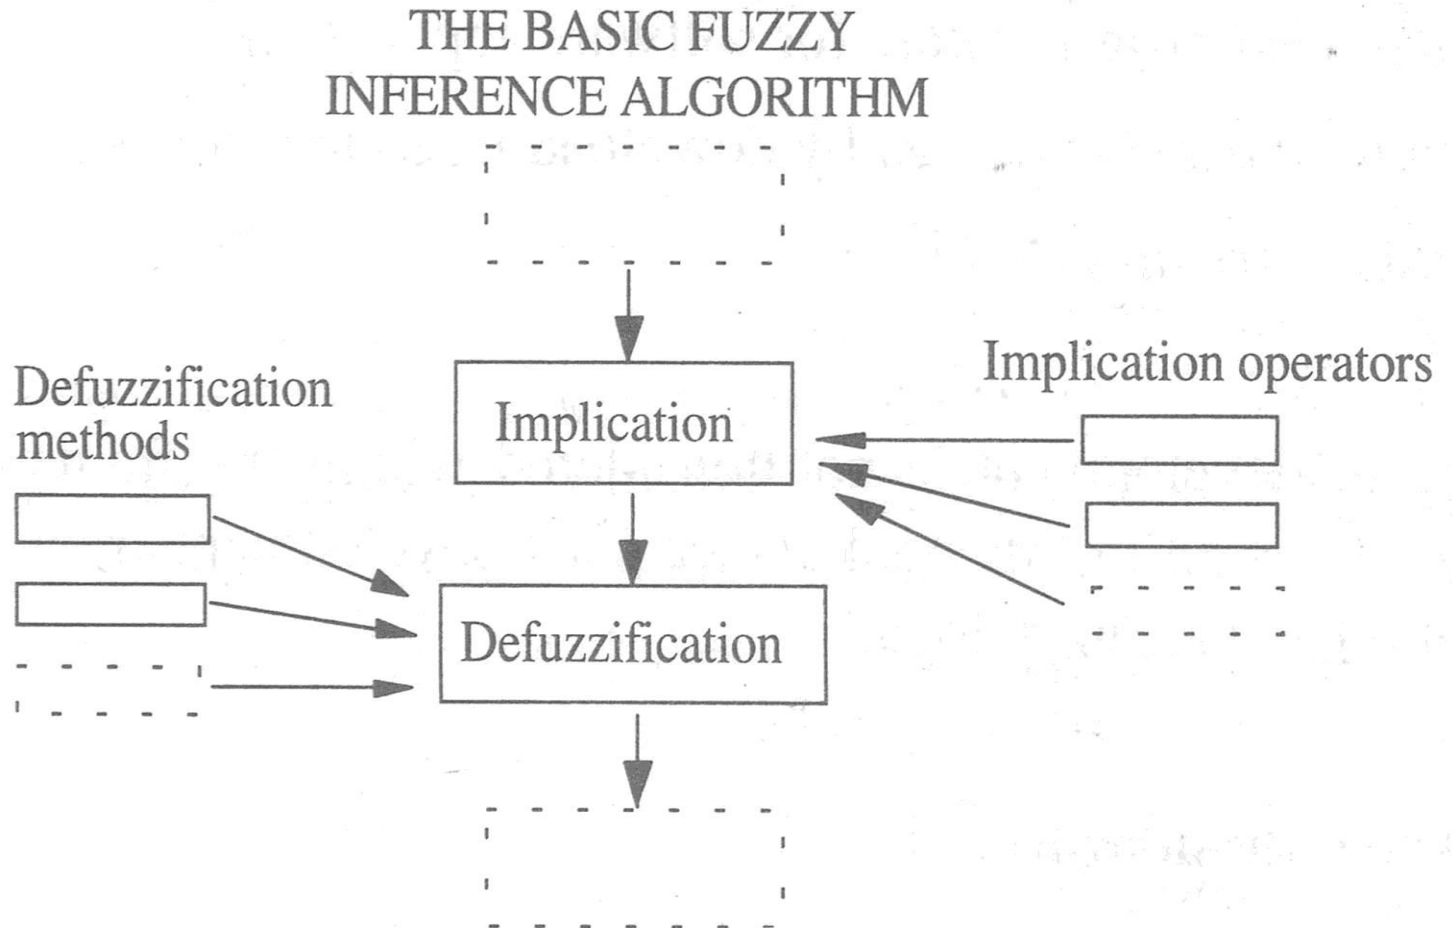 THE BASIC FUZZY
INFERENCE ALGORITHM
Implication operators
Defuzzification
methods
Implication
Defuzzification